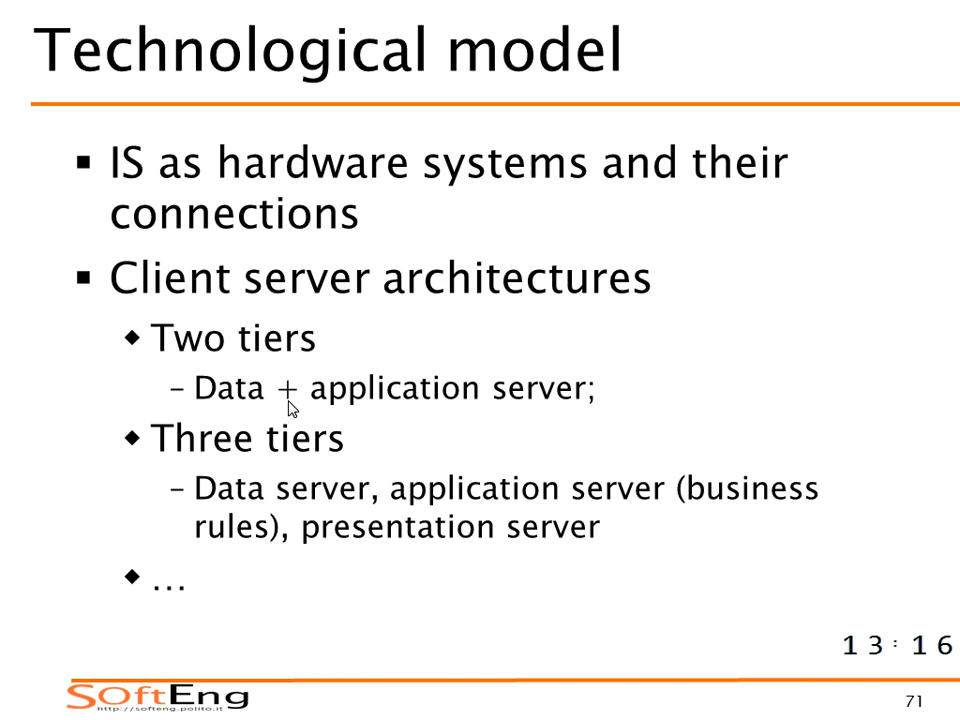 Technological model
IS as hardware systems and their
connections
Client server architectures
Two tiers
– Data + application server;
Three tiers
– Data server, application server (business
rules), presentation server
...
13:16
SOftEng
http://softeng.polito.it
71